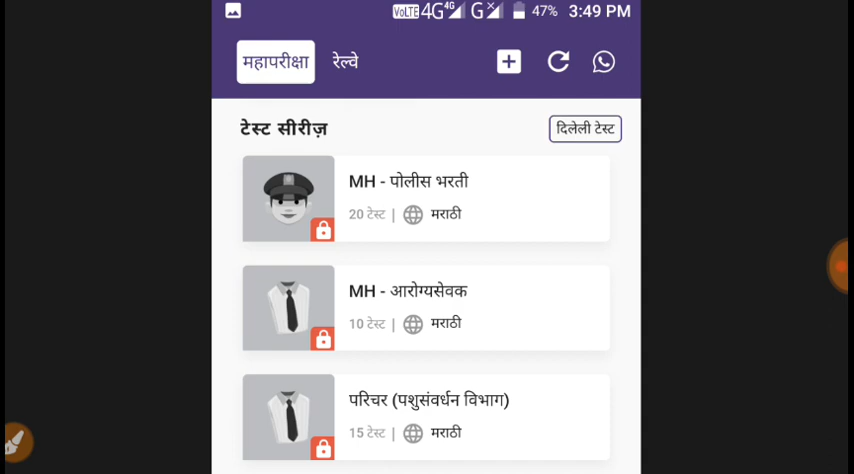 VoLTE 4G 4G G 47% 3:49 PM
महापरीक्षा रेल्वे
टेस्ट सीरीज़ दिलेली टेस्ट
MH - पोलीस भरती
20 टेस्ट | मराठी
MH - आरोग्यसेवक
10 टेस्ट | मराठी
परिचर (पशुसंवर्धन विभाग)
15 टेस्ट | मराठी